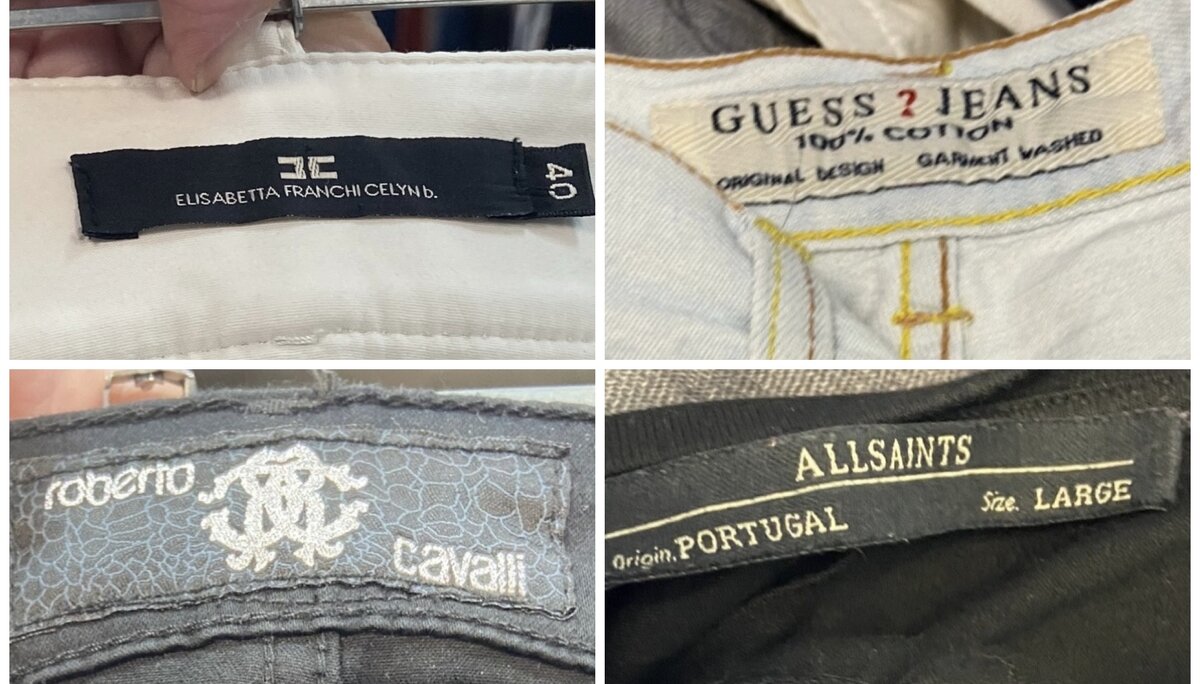 ELISABETTA FRANCHI CELYN b.
40
GUESS ? JEANS
100% COTTON
ORIGINAL DESIGN GARMENT WASHED
roberto
cavalli
ALLSAINTS
Origin. PORTUGAL
Size. LARGE